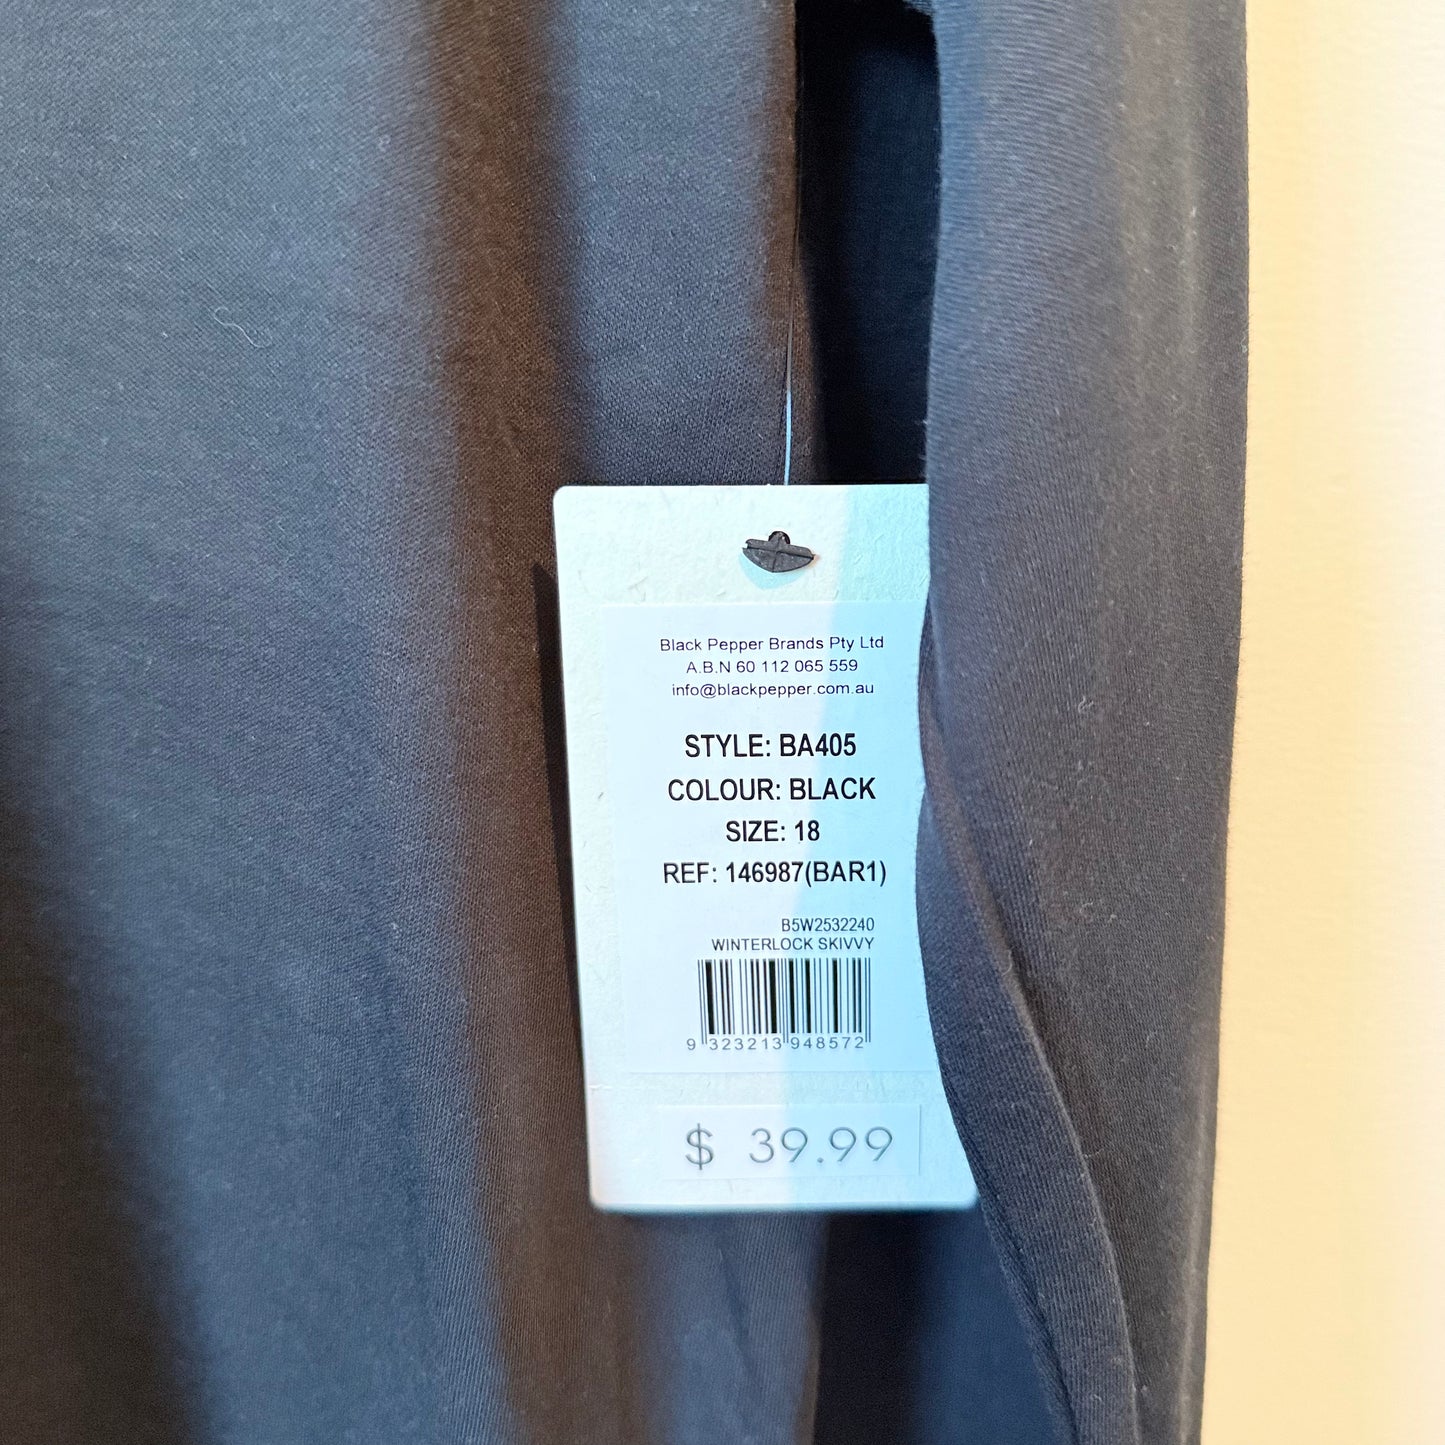 Black Pepper Brands Pty Ltd
A.B.N 60 112 065 559
info@blackpepper.com.au
STYLE: BA405
COLOUR: BLACK
SIZE: 18
REF: 146987(BAR1)
B5W2532240
WINTERLOCK SKIVVY
9 323213 948572
$ 39.99